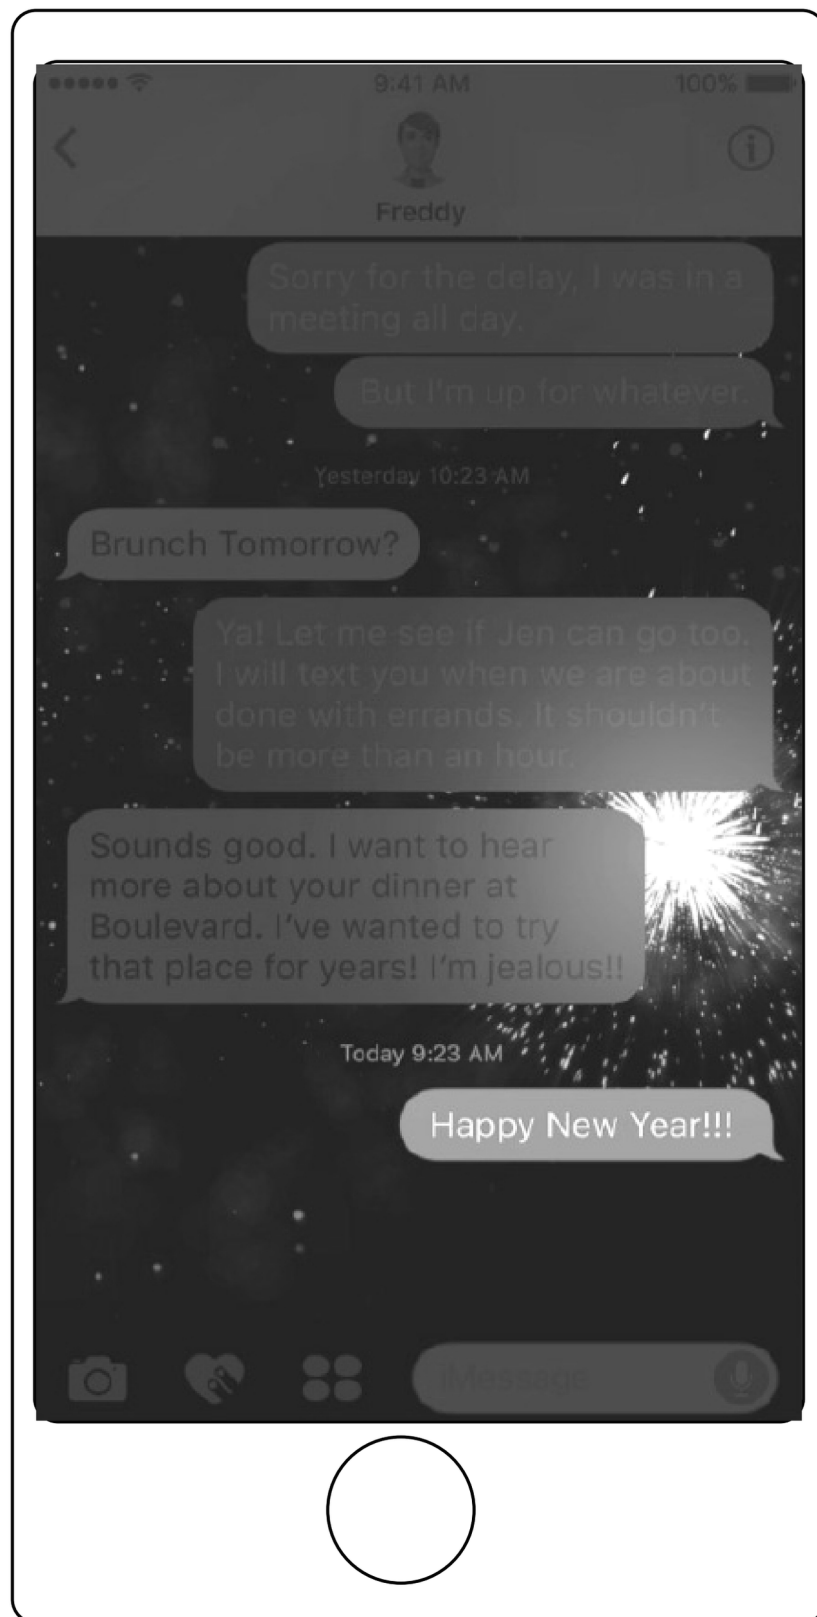 9:41 AM
100%
Freddy
Sorry for the delay, I was in a
meeting all day.
But I'm up for whatever.
Yesterday 10:23 AM
Brunch Tomorrow?
Ya! Let me see if Jen can go too.
I will text you when we are about
done with errands. It shouldn't
be more than an hour.
Sounds good. I want to hear
more about your dinner at
Boulevard. I've wanted to try
that place for years! I'm jealous!!
Today 9:23 AM
Happy New Year!!!
iMessage